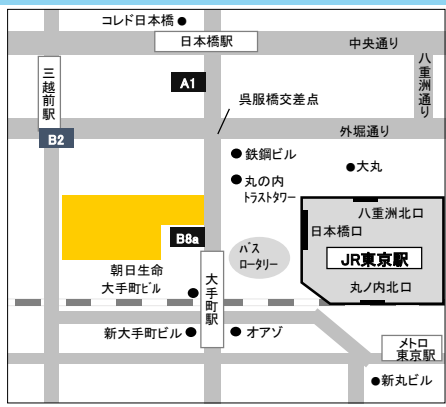 コレド日本橋
日本橋駅
中央通り
三越前駅
八重洲通り
A1
呉服橋交差点
B2
外堀通り
鉄鋼ビル
大丸
丸の内
トラストタワー
八重洲北口
日本橋口
B8a
バス
ロータリー
JR東京駅
朝日生命
大手町ビル
大手町駅
丸ノ内北口
新大手町ビル
オアゾ
メトロ
東京駅
新丸ビル